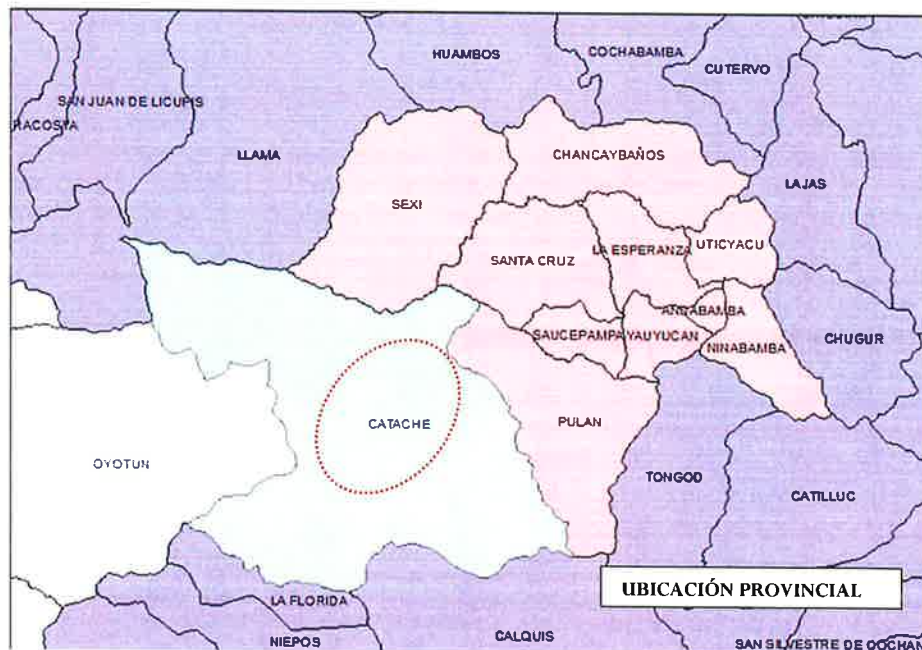 HUAMBOS
COCHABAMBA
CUTERVO
SAN JUAN DE LICUPIS
RACOSTA
LLAMA
CHANCAYBAÑOS
LAJAS
SEXI
SANTA CRUZ
LA ESPERANZA
UTICYACU
ANDABAMBA
SAUCEPAMPA
YAUYUCAN
NINABAMBA
CHUGUR
CATACHE
PULAN
OYOTUN
TONGOD
CATILLUC
UBICACIÓN PROVINCIAL
LA FLORIDA
NIEPOS
CALQUIS
SAN SILVESTRE DE COCHAN